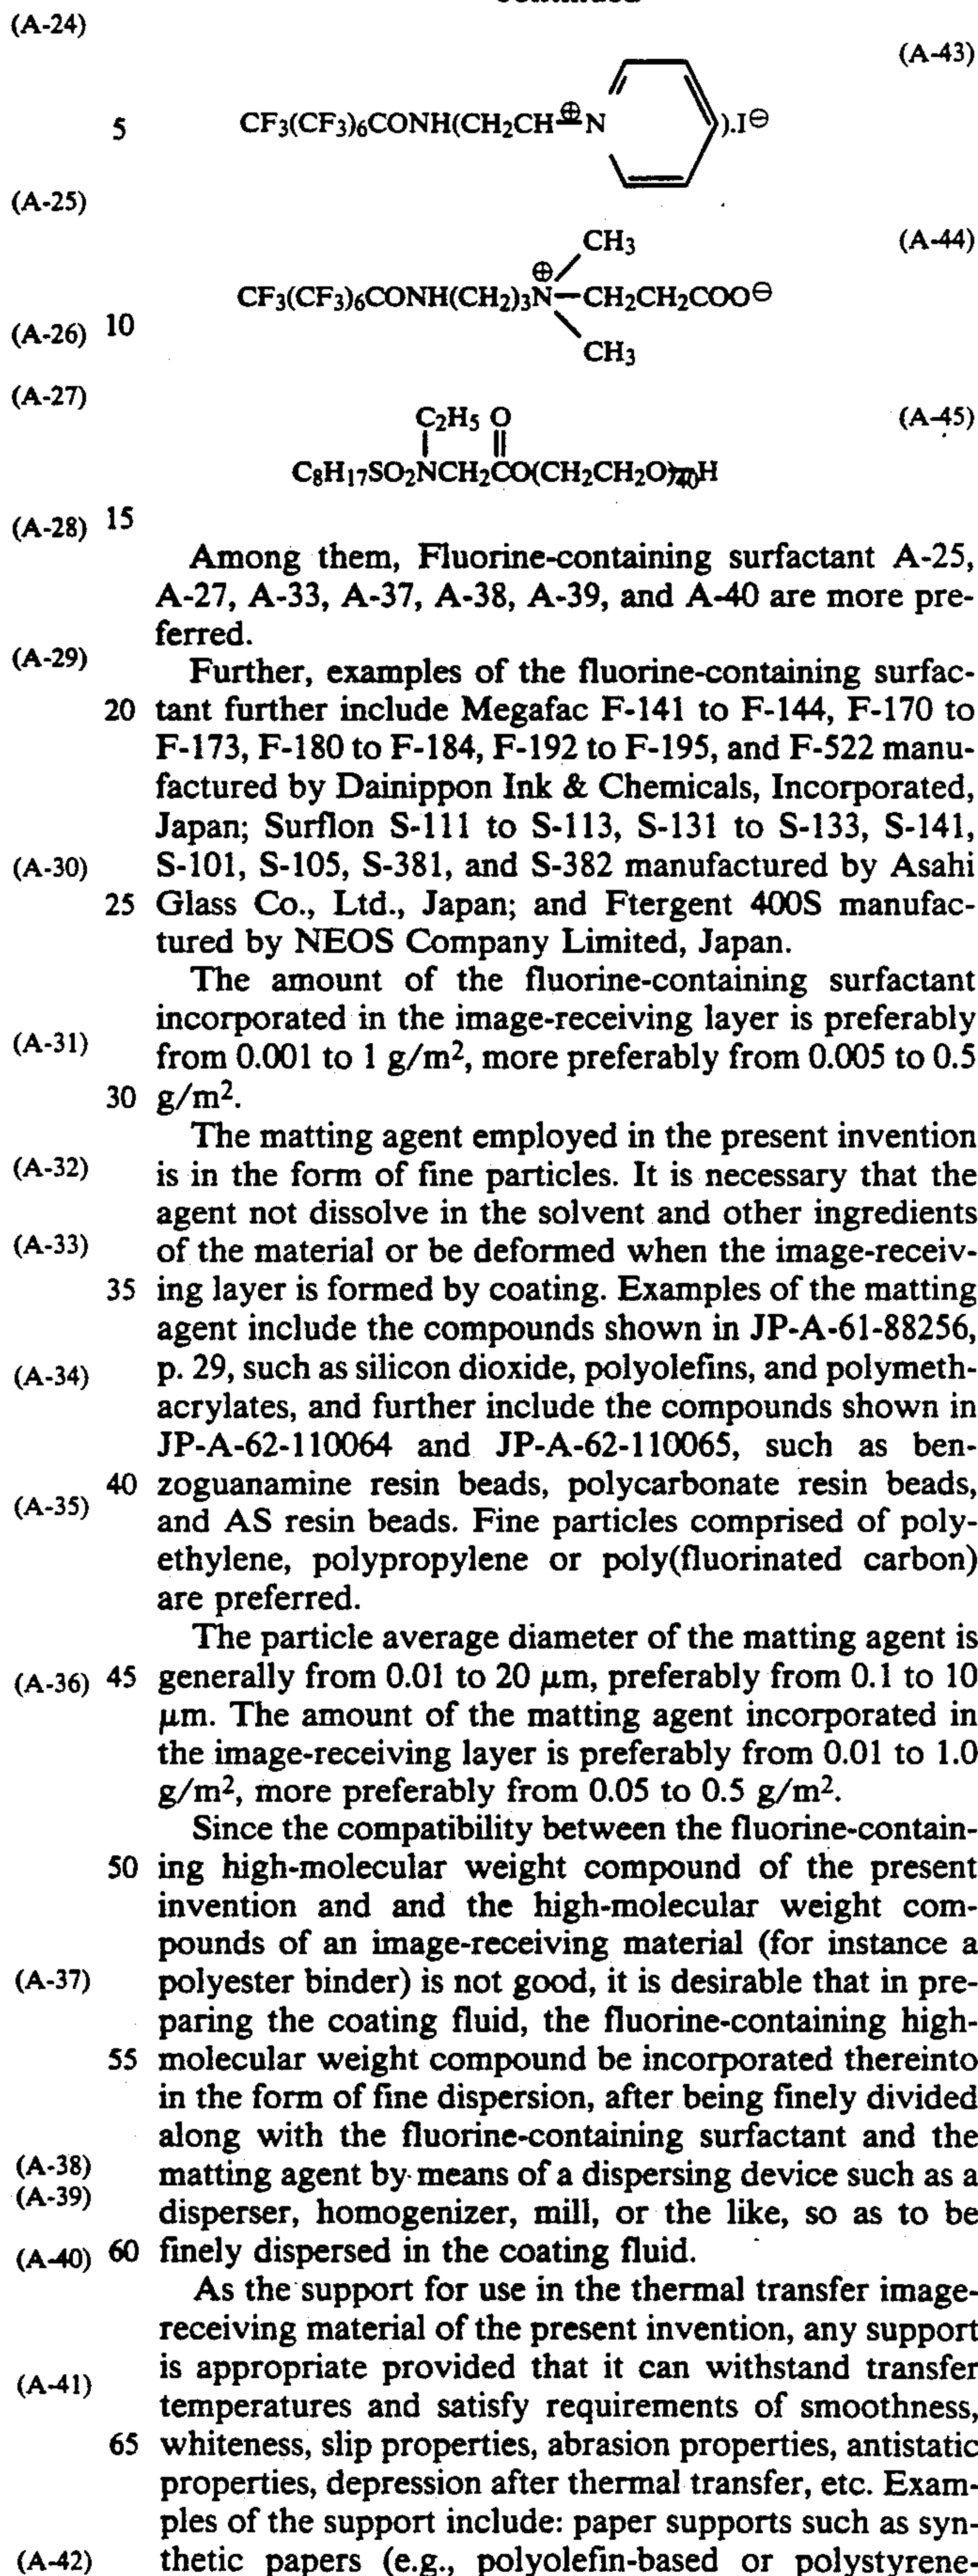 (A-24)
(A-25)
(A-26)
(A-27)
(A-28)
(A-29)
(A-30)
(A-31)
(A-32)
(A-33)
(A-34)
(A-35)
(A-36)
(A-37)
(A-38)
(A-39)
(A-40)
(A-41)
(A-42)
continued
(A-43)
5 CF3(CF3)6CONH(CH2CH⊕N ).I⊖
CH3 (A-44)
⊕
CF3(CF3)6CONH(CH2)3N—CH2CH2COO⊖
10
CH3
C2H5 O (A-45)
C8H17SO2NCH2CO(CH2CH2O)40H
15
Among them, Fluorine-containing surfactant A-25,
A-27, A-33, A-37, A-38, A-39, and A-40 are more pre-
ferred.
Further, examples of the fluorine-containing surfac-
20 tant further include Megafac F-141 to F-144, F-170 to
F-173, F-180 to F-184, F-192 to F-195, and F-522 manu-
factured by Dainippon Ink & Chemicals, Incorporated,
Japan; Surflon S-111 to S-113, S-131 to S-133, S-141,
S-101, S-105, S-381, and S-382 manufactured by Asahi
25 Glass Co., Ltd., Japan; and Ftergent 400S manufac-
tured by NEOS Company Limited, Japan.
The amount of the fluorine-containing surfactant
incorporated in the image-receiving layer is preferably
from 0.001 to 1 g/m², more preferably from 0.005 to 0.5
30 g/m².
The matting agent employed in the present invention
is in the form of fine particles. It is necessary that the
agent not dissolve in the solvent and other ingredients
of the material or be deformed when the image-receiv-
35 ing layer is formed by coating. Examples of the matting
agent include the compounds shown in JP-A-61-88256,
p. 29, such as silicon dioxide, polyolefins, and polymeth-
acrylates, and further include the compounds shown in
JP-A-62-110064 and JP-A-62-110065, such as ben-
40 zoguanamine resin beads, polycarbonate resin beads,
and AS resin beads. Fine particles comprised of poly-
ethylene, polypropylene or poly(fluorinated carbon)
are preferred.
The particle average diameter of the matting agent is
45 generally from 0.01 to 20 μm, preferably from 0.1 to 10
μm. The amount of the matting agent incorporated in
the image-receiving layer is preferably from 0.01 to 1.0
g/m², more preferably from 0.05 to 0.5 g/m².
Since the compatibility between the fluorine-contain-
50 ing high-molecular weight compound of the present
invention and and the high-molecular weight com-
pounds of an image-receiving material (for instance a
polyester binder) is not good, it is desirable that in pre-
paring the coating fluid, the fluorine-containing high-
55 molecular weight compound be incorporated thereinto
in the form of fine dispersion, after being finely divided
along with the fluorine-containing surfactant and the
matting agent by means of a dispersing device such as a
disperser, homogenizer, mill, or the like, so as to be
60 finely dispersed in the coating fluid.
As the support for use in the thermal transfer image-
receiving material of the present invention, any support
is appropriate provided that it can withstand transfer
temperatures and satisfy requirements of smoothness,
65 whiteness, slip properties, abrasion properties, antistatic
properties, depression after thermal transfer, etc. Exam-
ples of the support include: paper supports such as syn-
thetic papers (e.g., polyolefin-based or polystyrene-